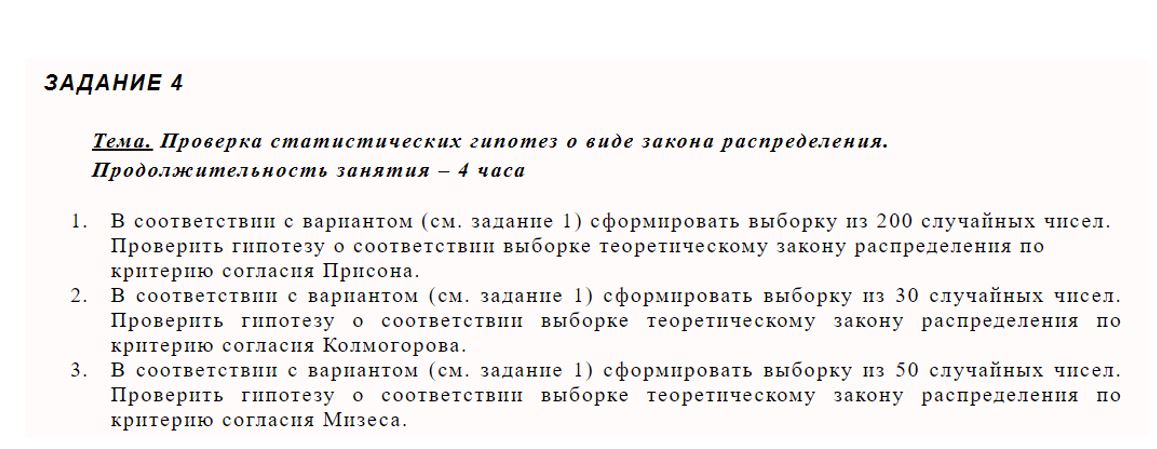 ЗАДАНИЕ 4
Тема. Проверка статистических гипотез о виде закона распределения.
Продолжительность занятия – 4 часа
1. В соответствии с вариантом (см. задание 1) сформировать выборку из 200 случайных чисел.
Проверить гипотезу о соответствии выборке теоретическому закону распределения по
критерию согласия Присона.
2. В соответствии с вариантом (см. задание 1) сформировать выборку из 30 случайных чисел.
Проверить гипотезу о соответствии выборке теоретическому закону распределения по
критерию согласия Колмогорова.
3. В соответствии с вариантом (см. задание 1) сформировать выборку из 50 случайных чисел.
Проверить гипотезу о соответствии выборке теоретическому закону распределения по
критерию согласия Мизеса.